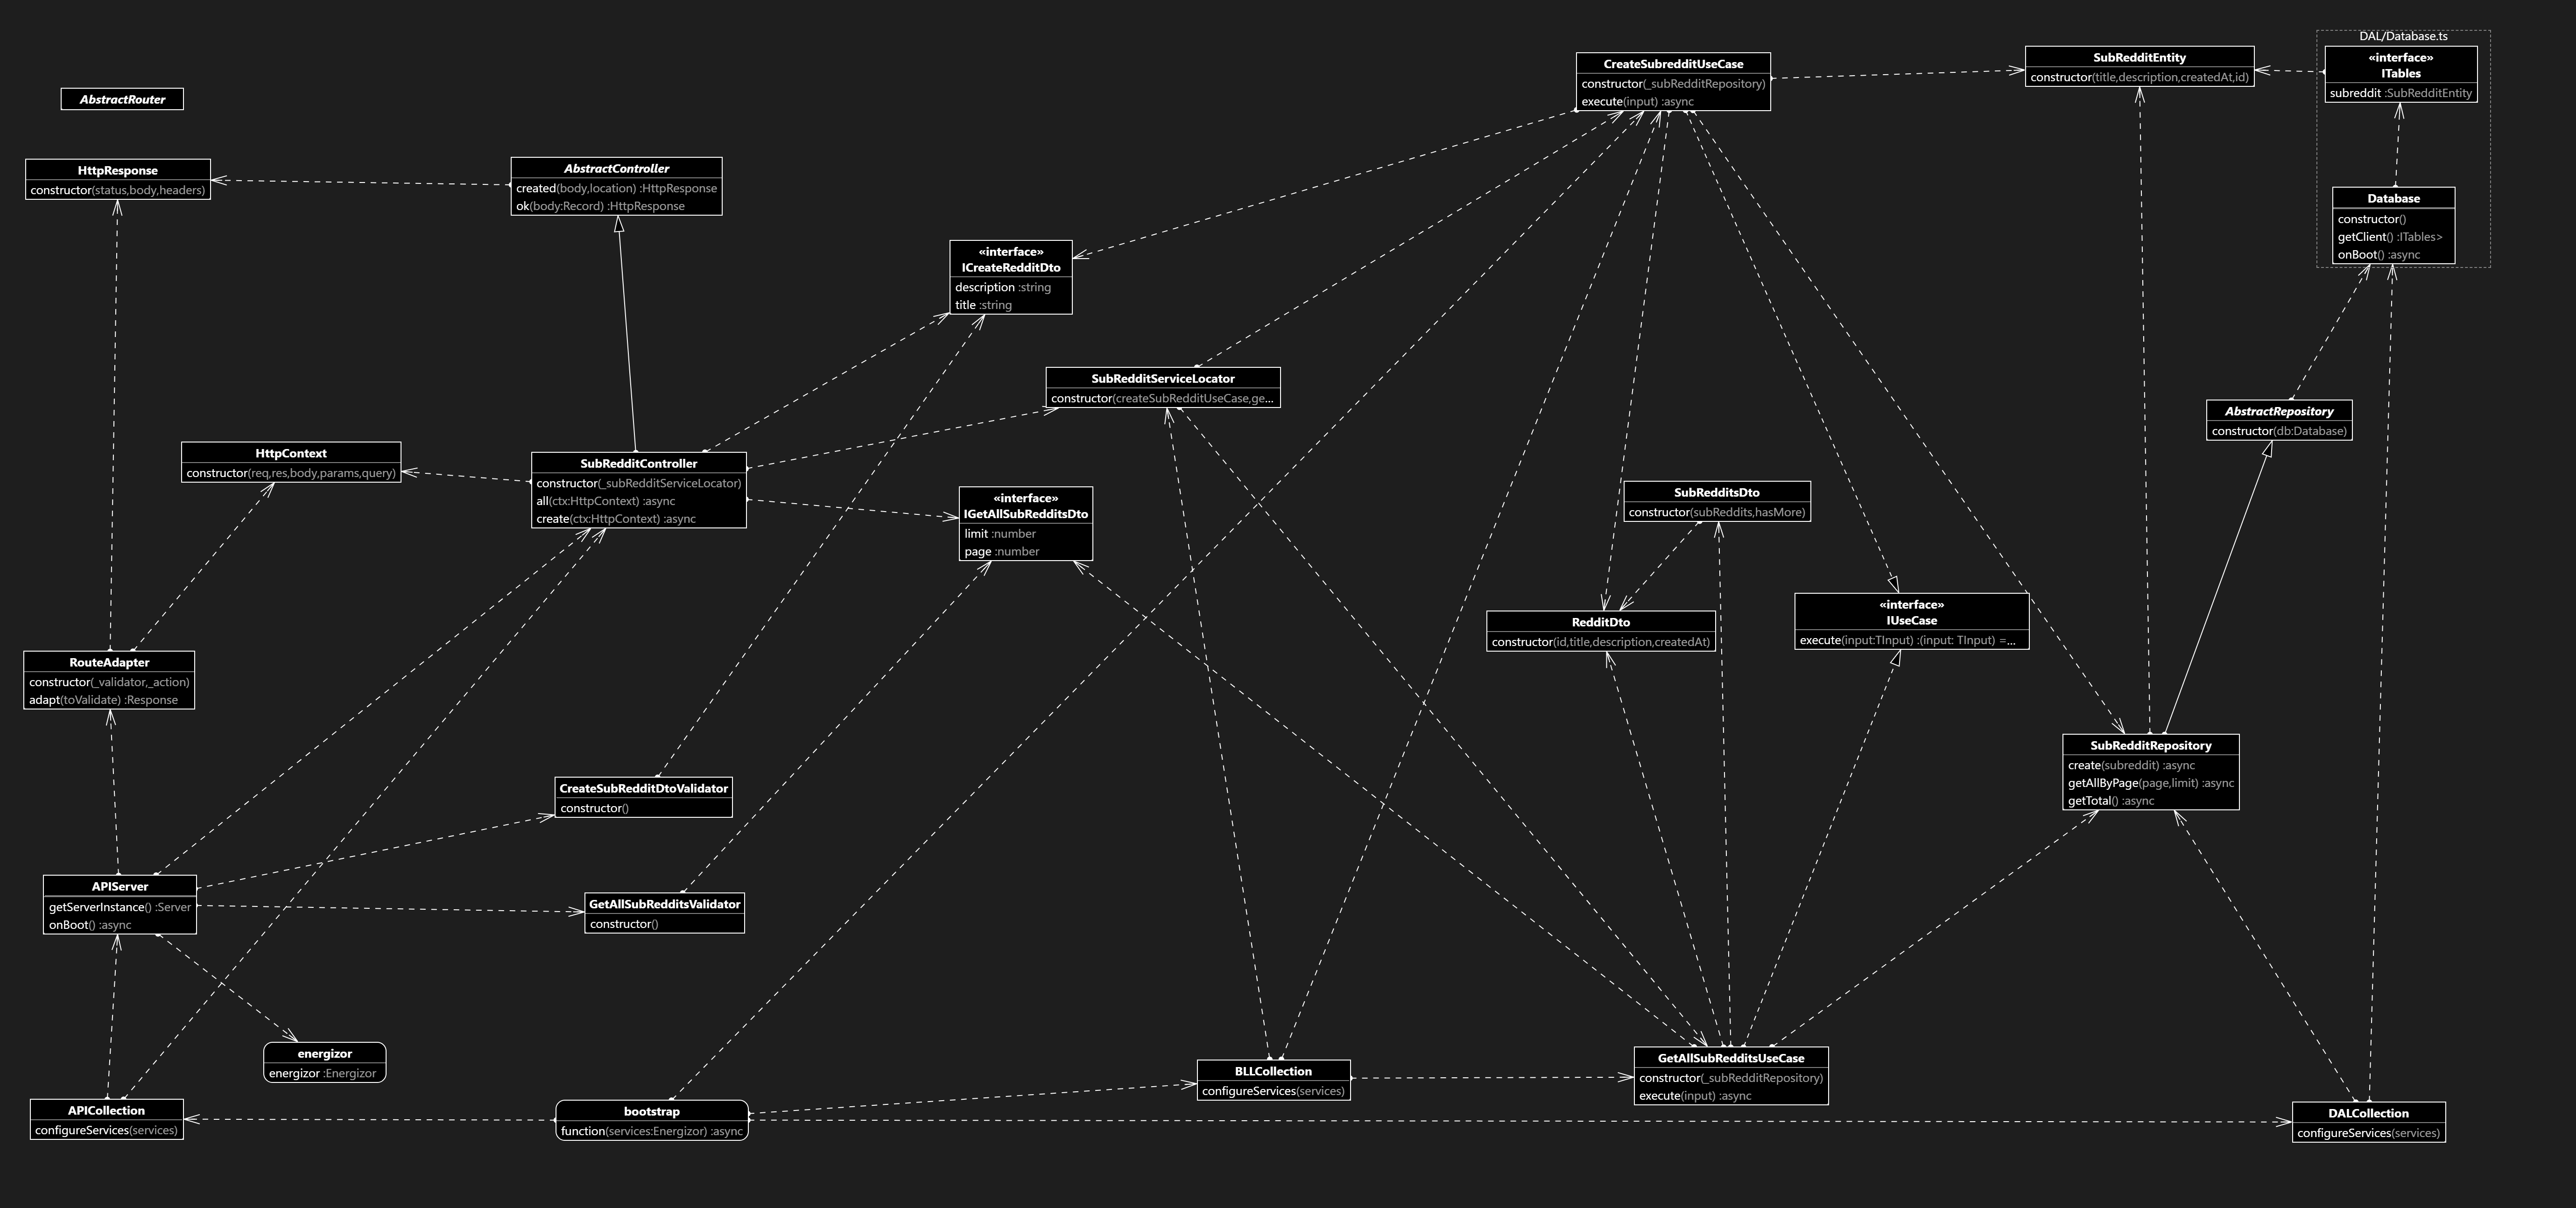 DAL/Database.ts
CreateSubredditUseCase
constructor(_subRedditRepository)
execute(input) :async
SubRedditEntity
constructor(title,description,createdAt,id)
«interface»
ITables
subreddit :SubRedditEntity
AbstractRouter
HttpResponse
constructor(status,body,headers)
AbstractController
created(body,location) :HttpResponse
ok(body:Record) :HttpResponse
Database
constructor()
getClient() :ITables>
onBoot() :async
«interface»
ICreateRedditDto
description :string
title :string
SubRedditServiceLocator
constructor(createSubRedditUseCase,ge...
AbstractRepository
constructor(db:Database)
HttpContext
constructor(req,res,body,params,query)
SubRedditController
constructor(_subRedditServiceLocator)
all(ctx:HttpContext) :async
create(ctx:HttpContext) :async
«interface»
IGetAllSubRedditsDto
limit :number
page :number
SubRedditsDto
constructor(subReddits,hasMore)
RedditDto
constructor(id,title,description,createdAt)
«interface»
IUseCase
execute(input:TInput) :(input: TInput) =...
RouteAdapter
constructor(_validator,_action)
adapt(toValidate) :Response
SubRedditRepository
create(subreddit) :async
getAllByPage(page,limit) :async
getTotal() :async
CreateSubRedditDtoValidator
constructor()
APIServer
getServerInstance() :Server
onBoot() :async
GetAllSubRedditsValidator
constructor()
energizor
energizor :Energizor
BLLCollection
configureServices(services)
GetAllSubRedditsUseCase
constructor(_subRedditRepository)
execute(input) :async
APICollection
configureServices(services)
bootstrap
function(services:Energizor) :async
DALCollection
configureServices(services)